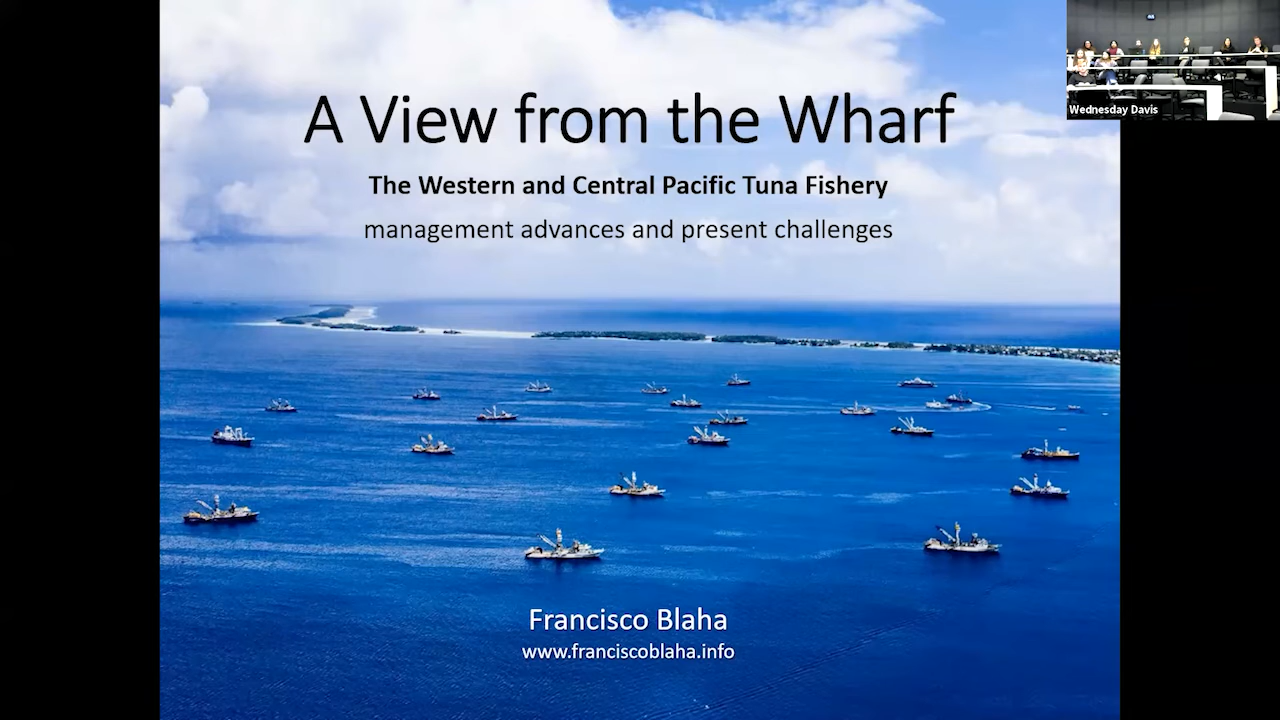 A View from the Wharf
The Western and Central Pacific Tuna Fishery
management advances and present challenges
Francisco Blaha
www.franciscoblaha.info
Wednesday Davis